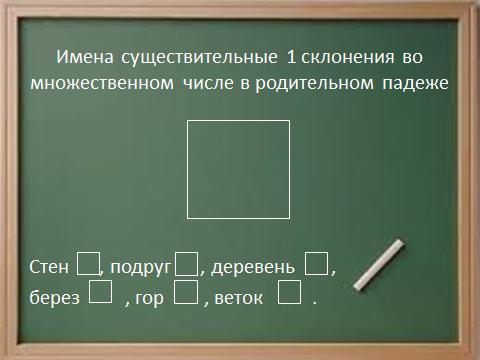 Имена существительные 1 склонения во
множественном числе в родительном падеже
Стен , подруг , деревень ,
берез , гор , веток .